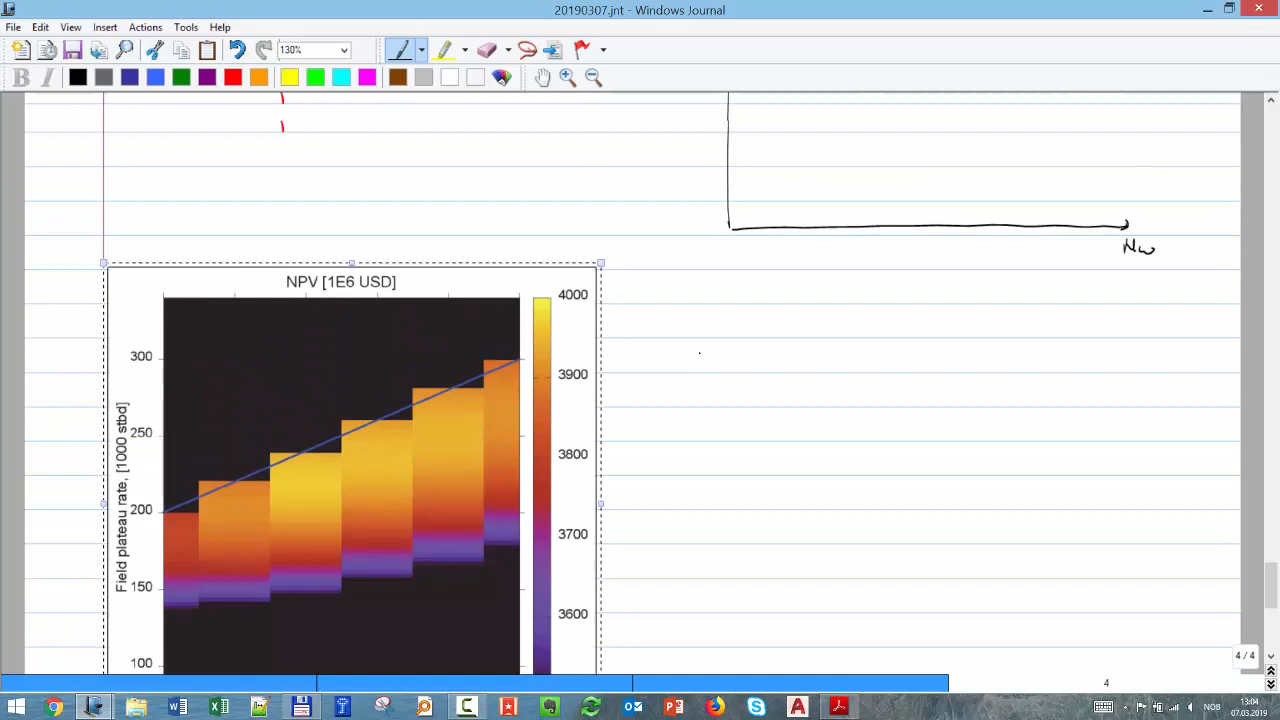 20190307.jnt - Windows Journal
File Edit View Insert Actions Tools Help
130%
B I
Nw
NPV [1E6 USD]
4000
300
3900
250
3800
Field plateau rate, [1000 stbd]
200
3700
150
3600
100
4 / 4
4
NOB
13:04
07.03.2019